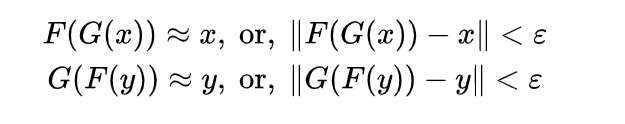 F(G(x)) ≈ x, or, ‖F(G(x)) − x‖ < ε
G(F(y)) ≈ y, or, ‖G(F(y)) − y‖ < ε